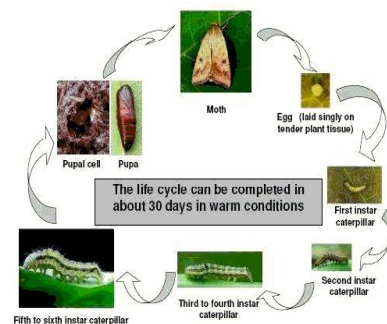 Moth
Egg (laid singly on
tender plant tissue)
First instar
caterpillar
Second instar
caterpillar
Third to fourth instar
caterpillar
Fifth to sixth instar caterpillar
Pupal cell
Pupa
The life cycle can be completed in
about 30 days in warm conditions